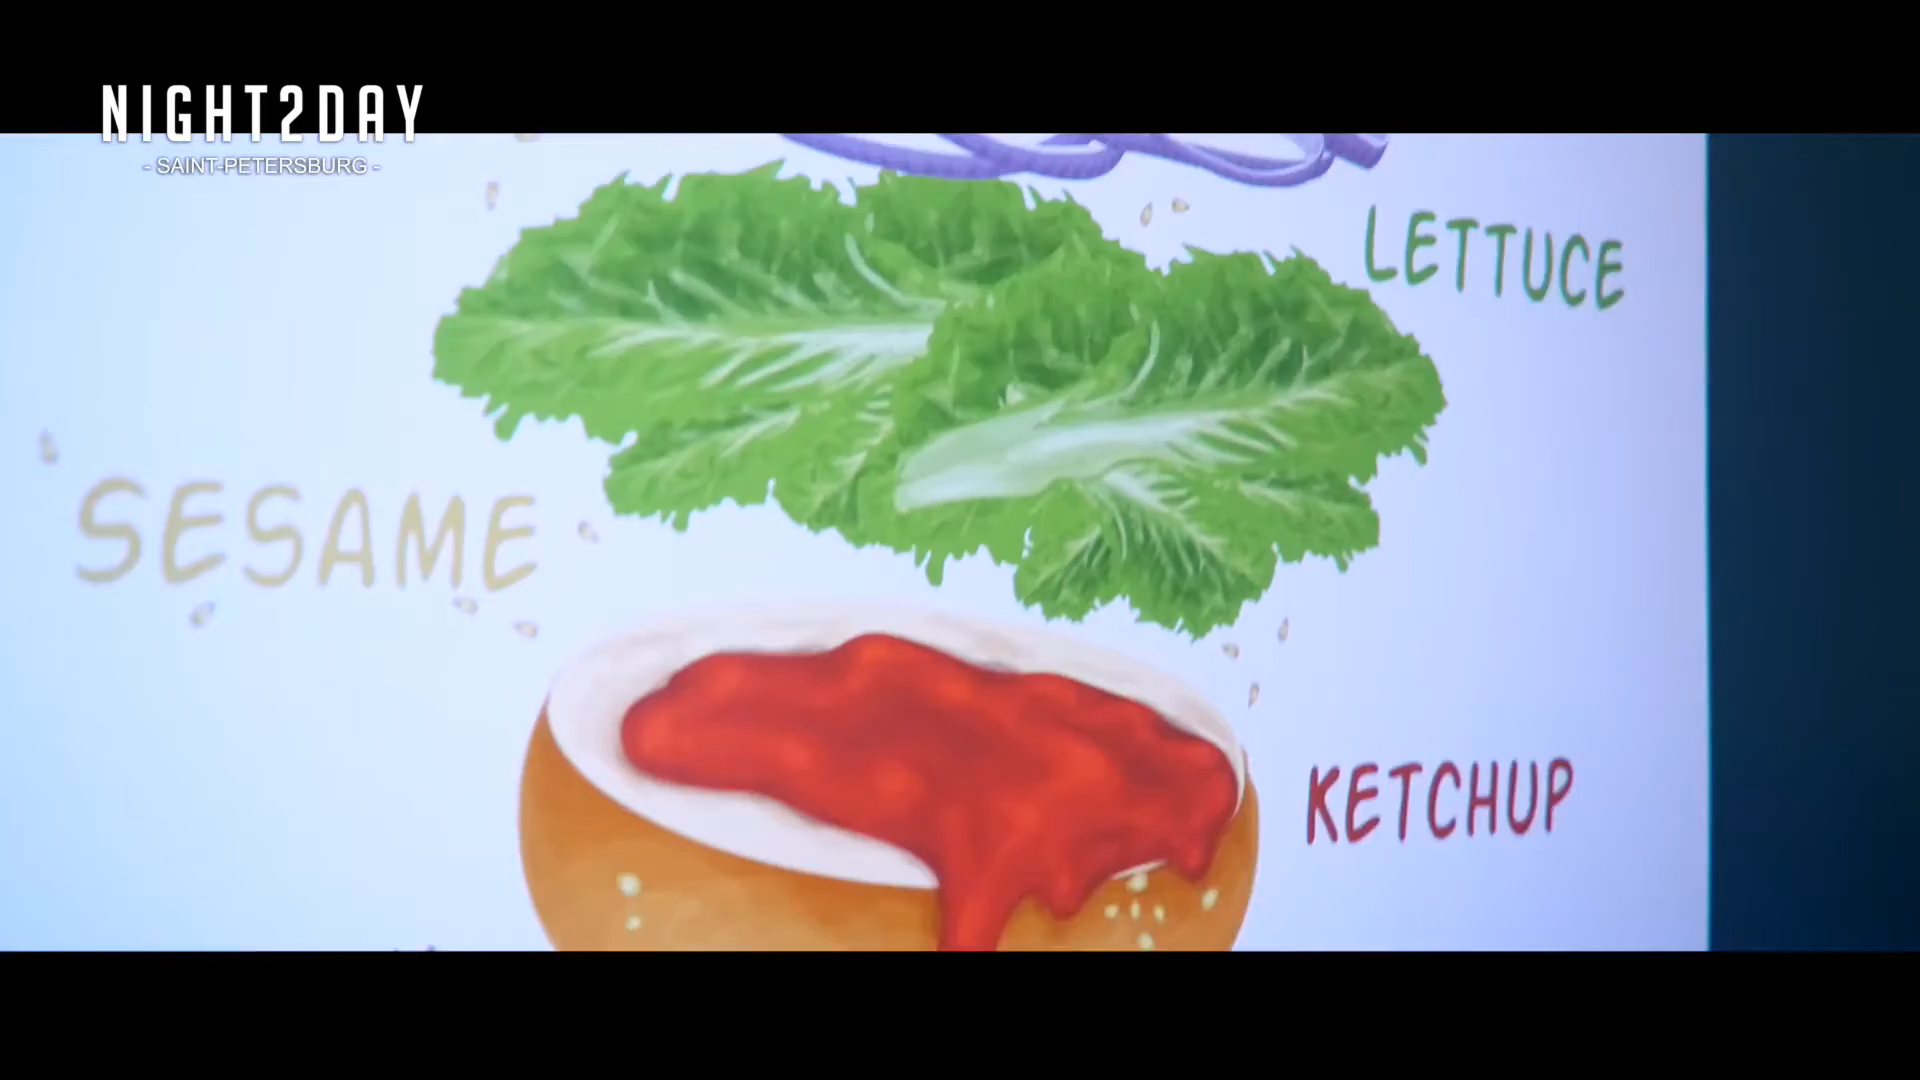 NIGHT2DAY
- SAINT-PETERSBURG -
LETTUCE
SESAME
KETCHUP